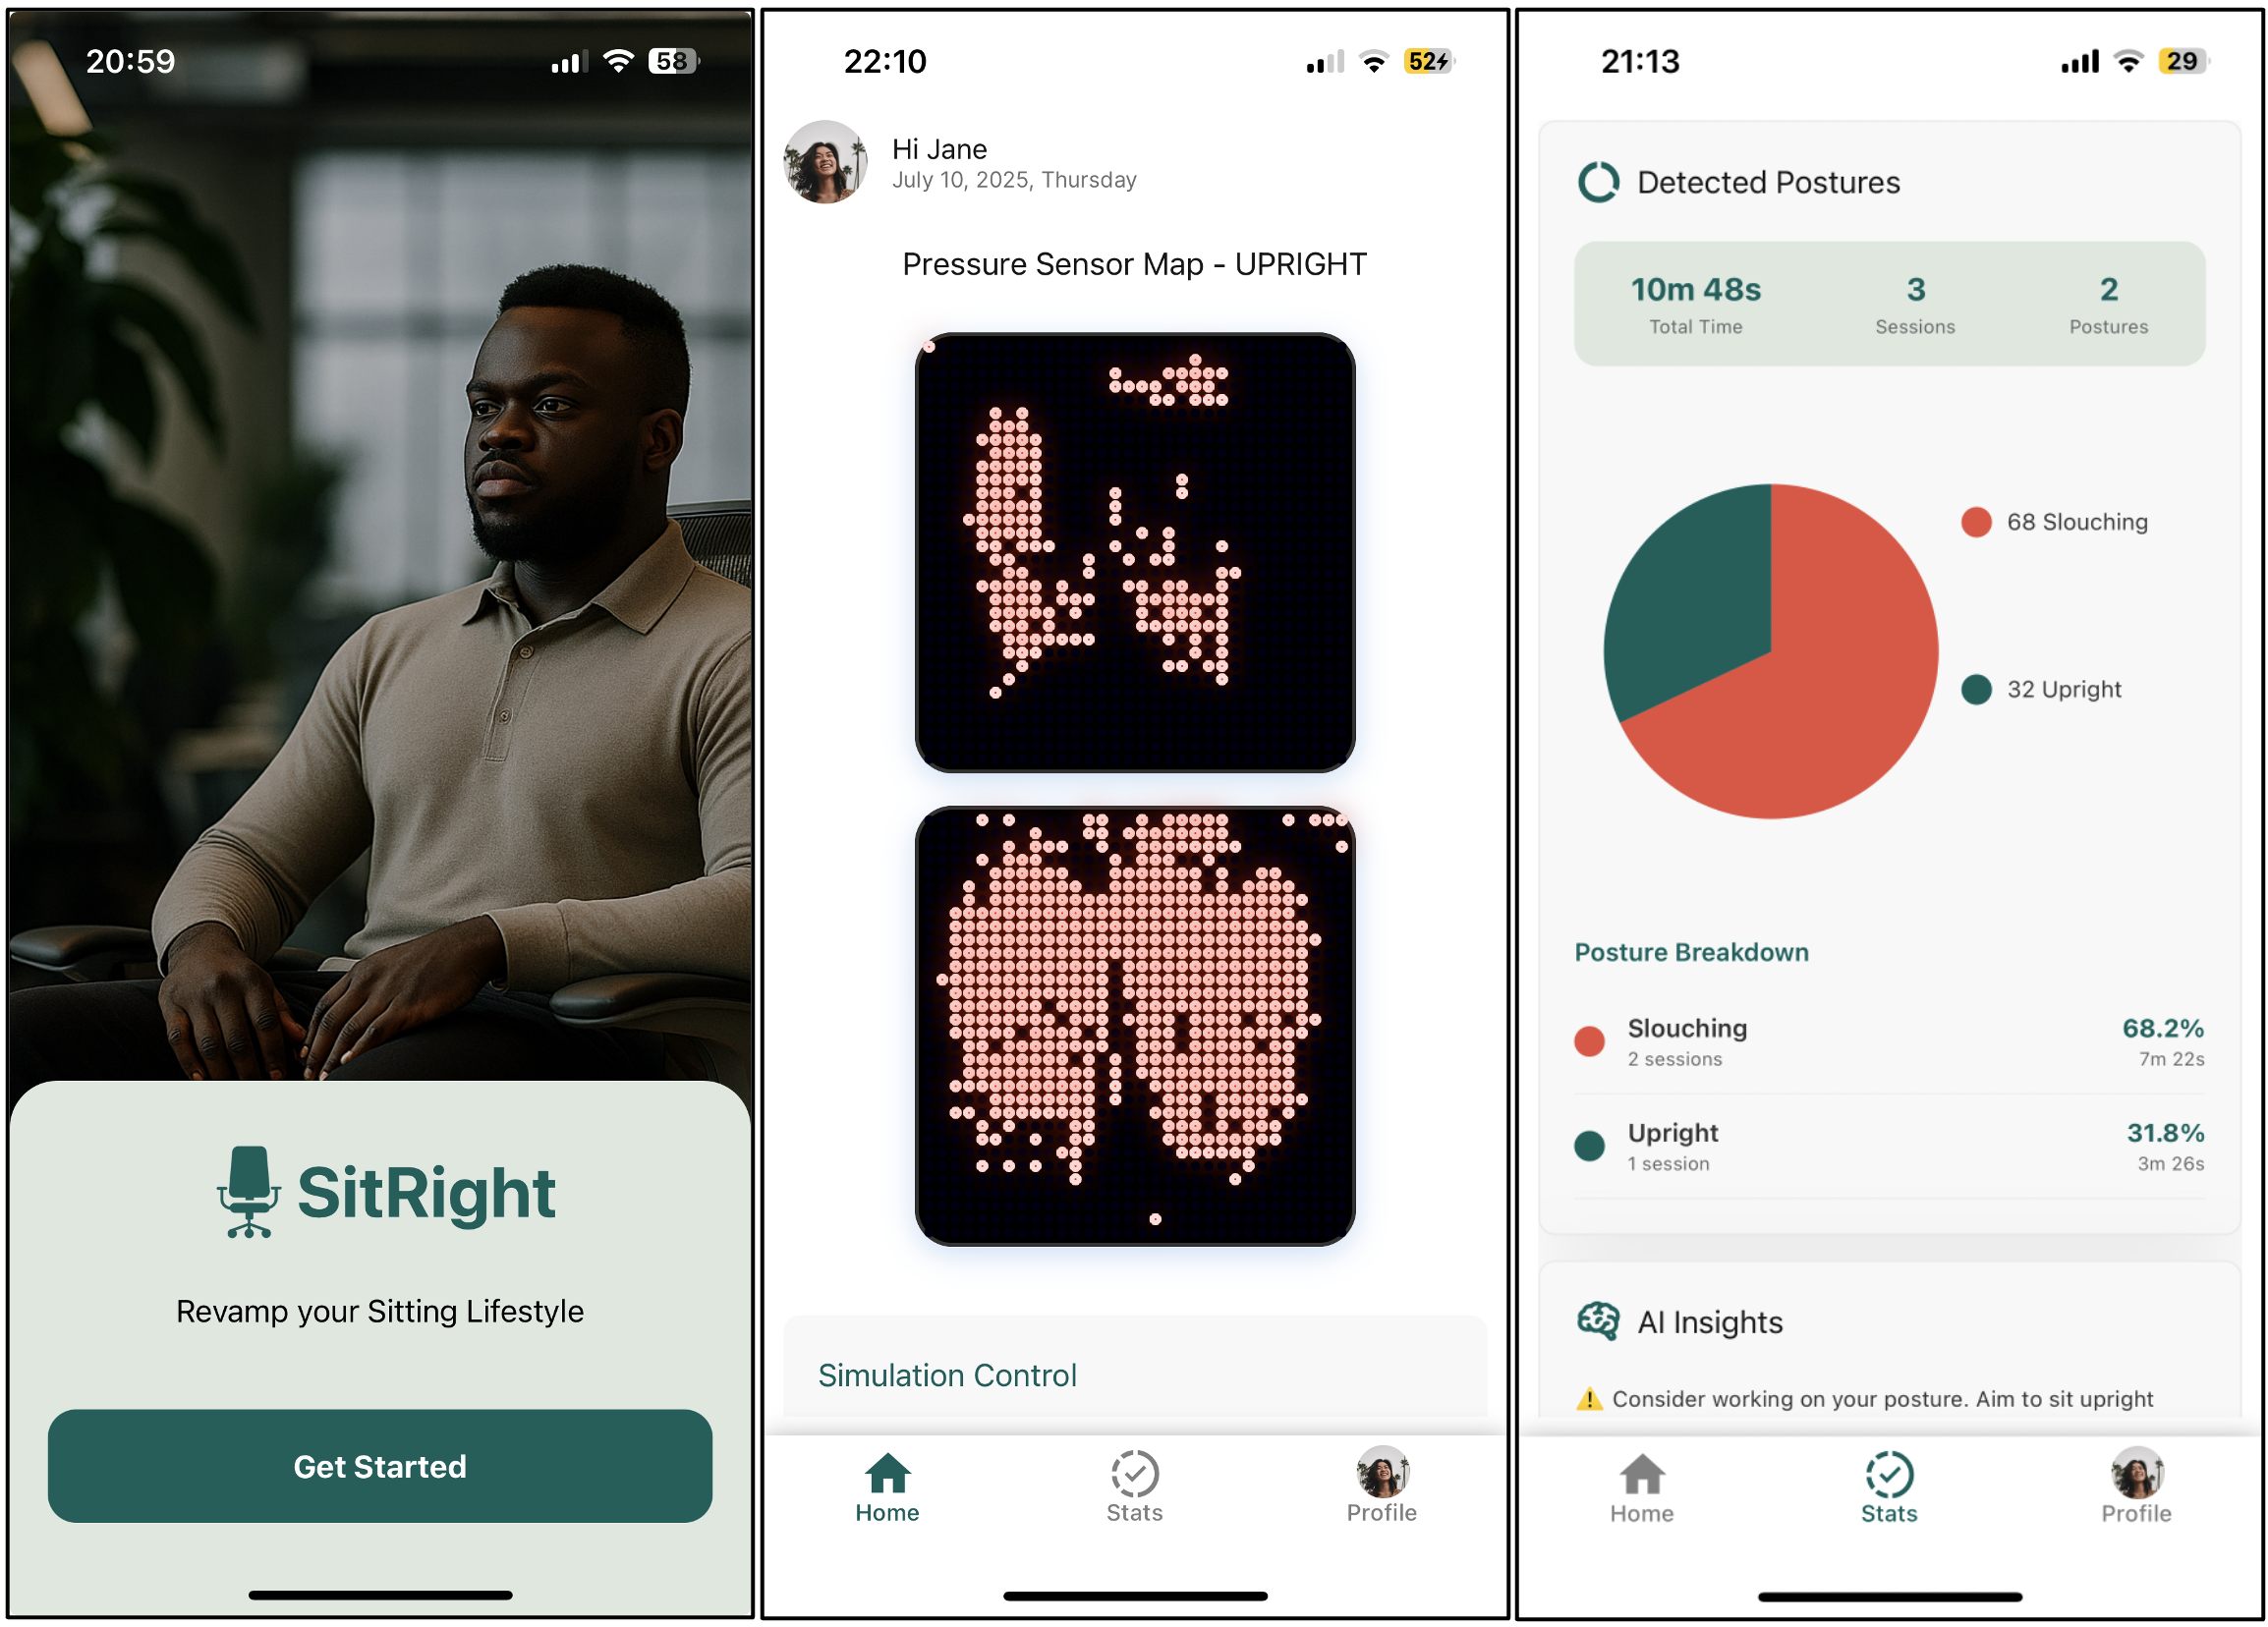 20:59
58
SitRight
Revamp your Sitting Lifestyle
Get Started
22:10
52
Hi Jane
July 10, 2025, Thursday
Pressure Sensor Map - UPRIGHT
Simulation Control
Home
Stats
Profile
21:13
29
Detected Postures
10m 48s
3
2
Total Time
Sessions
Postures
68 Slouching
32 Upright
Posture Breakdown
Slouching
68.2%
2 sessions
7m 22s
Upright
31.8%
1 session
3m 26s
AI Insights
Consider working on your posture. Aim to sit upright
Home
Stats
Profile